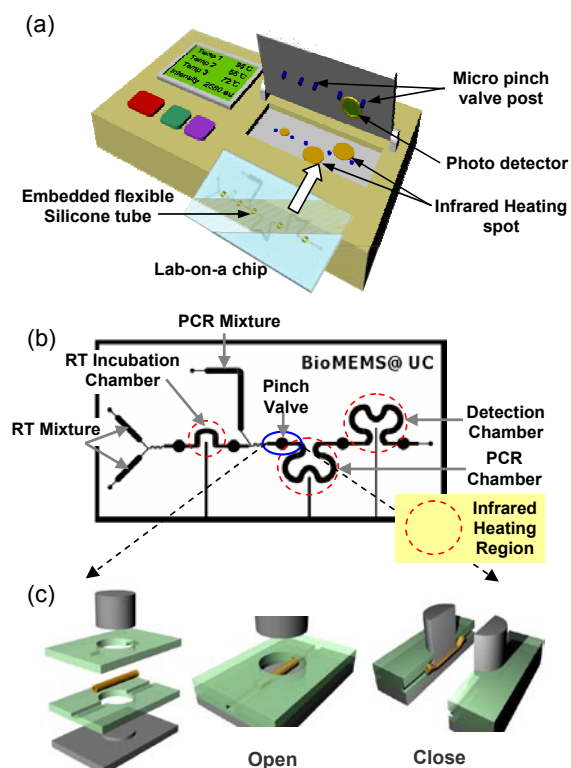 (a)
Temp 1 95℃
Temp 2 55℃
Temp 3 72℃
Intensity 2560 au
Micro pinch
valve post
Photo detector
Embedded flexible
Silicone tube
Infrared Heating
spot
Lab-on-a chip
(b)
PCR Mixture
BioMEMS@ UC
RT Incubation
Chamber
Pinch
Valve
Detection
Chamber
RT Mixture
PCR
Chamber
Infrared
Heating
Region
(c)
Open
Close